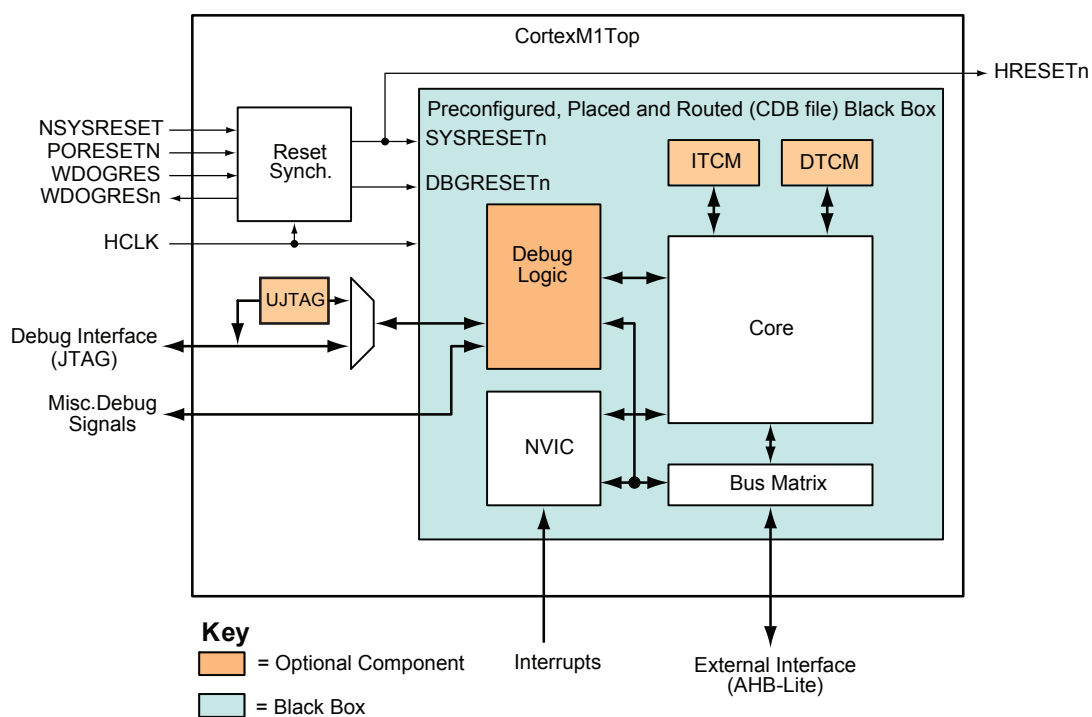 CortexM1Top
HRESETn
Preconfigured, Placed and Routed (CDB file) Black Box
NSYSRESET
PORESETN
WDOGRES
WDOGRESn
Reset
Synch.
SYSRESETn
DBGRESETn
ITCM
DTCM
HCLK
Debug
Logic
Core
UJTAG
Debug Interface
(JTAG)
Misc.Debug
Signals
NVIC
Bus Matrix
Key
= Optional Component
= Black Box
Interrupts
External Interface
(AHB-Lite)